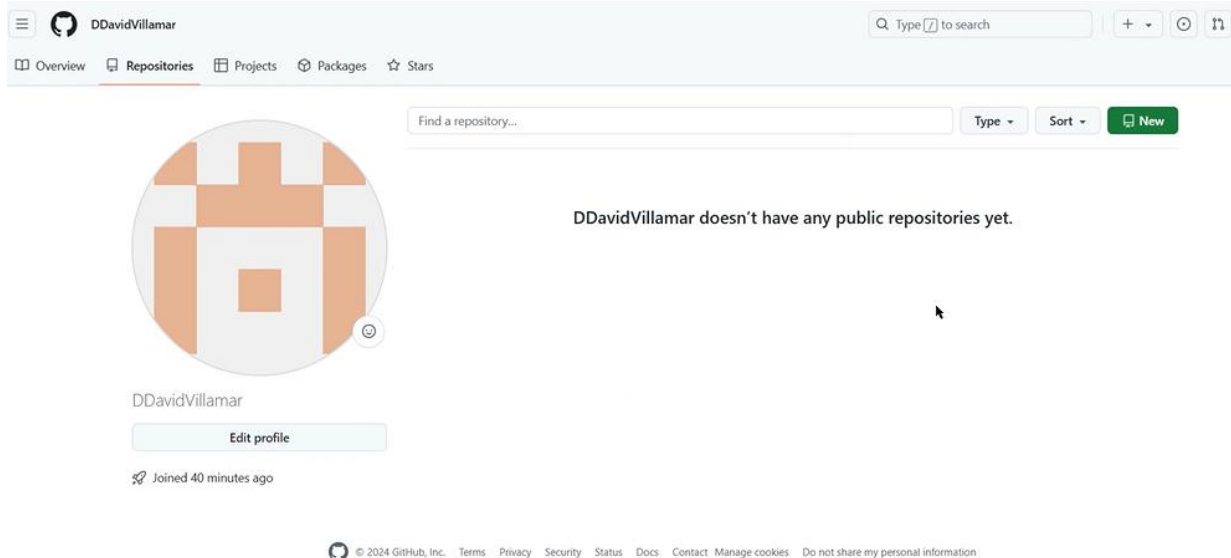 DDavidVillamar
Type / to search
Overview
Repositories
Projects
Packages
Stars
Find a repository...
Type
Sort
New
DDavidVillamar doesn't have any public repositories yet.
DDavidVillamar
Edit profile
Joined 40 minutes ago
© 2024 GitHub, Inc. Terms Privacy Security Status Docs Contact Manage cookies Do not share my personal information